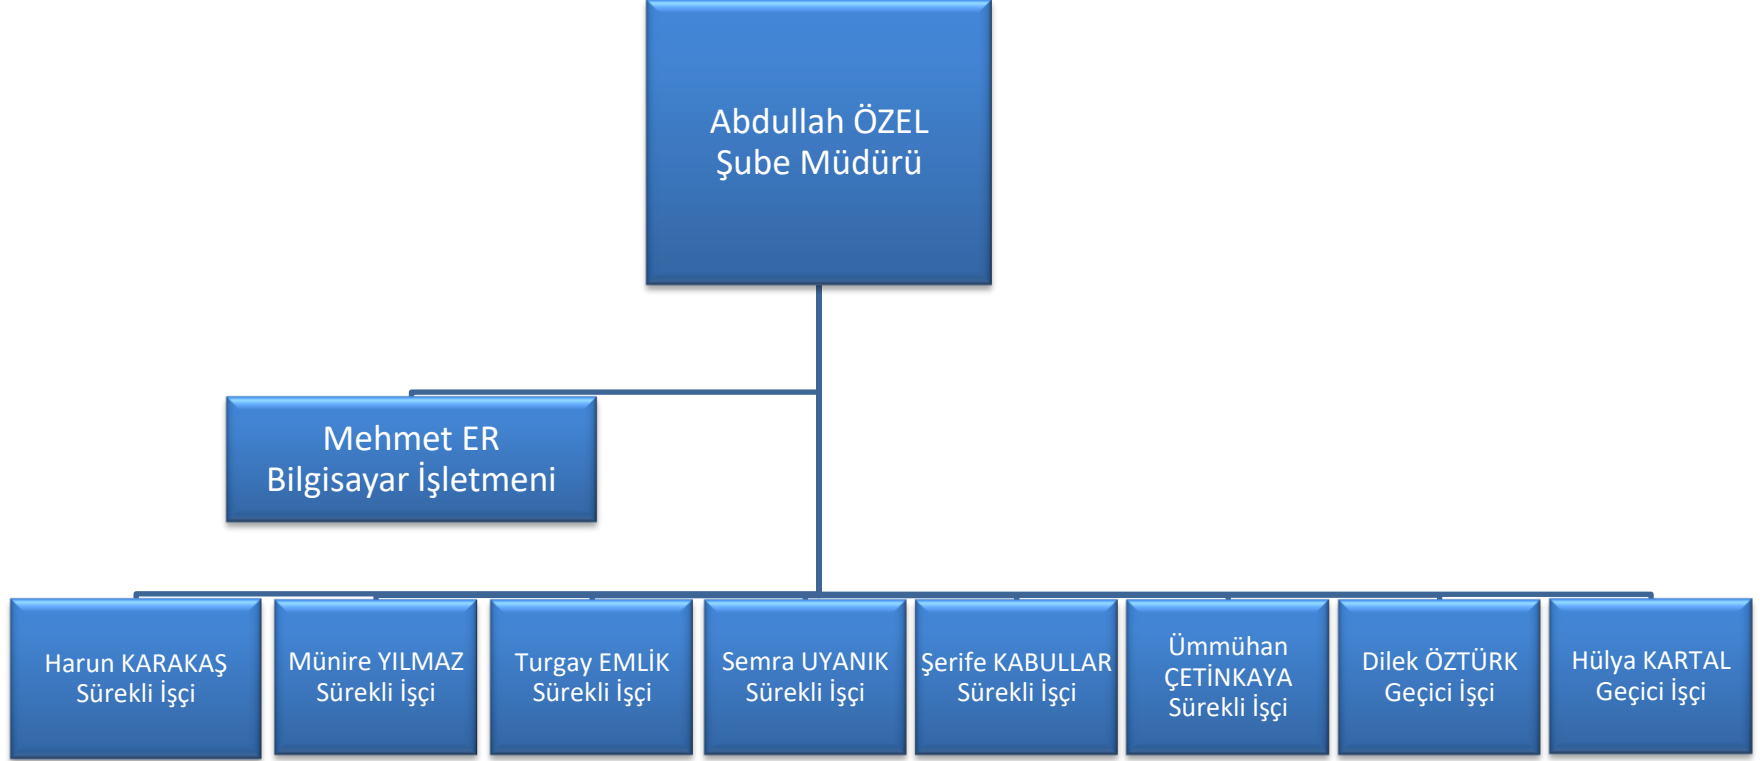 Abdullah ÖZEL
Şube Müdürü
Mehmet ER
Bilgisayar İşletmeni
Harun KARAKAŞ
Sürekli İşçi
Münire YILMAZ
Sürekli İşçi
Turgay EMLİK
Sürekli İşçi
Semra UYANIK
Sürekli İşçi
Şerife KABULLAR
Sürekli İşçi
Ümmühan
ÇETİNKAYA
Sürekli İşçi
Dilek ÖZTÜRK
Geçici İşçi
Hülya KARTAL
Geçici İşçi